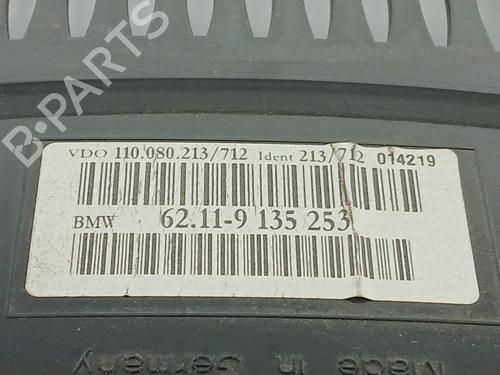 B-PARTS
VDO 110.080.213/712 Ident 213/712 014219
BMW 62.11-9 135 253
Made in Germany